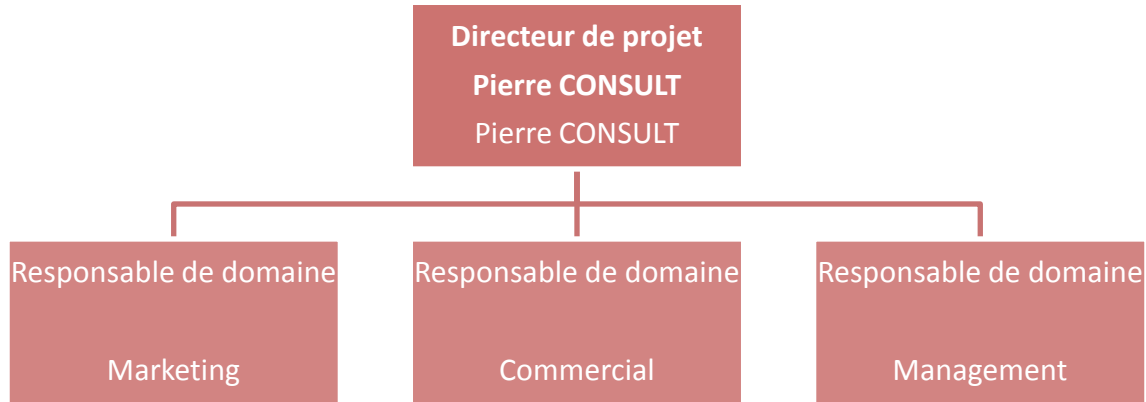 Directeur de projet
Pierre CONSULT
Pierre CONSULT
Responsable de domaine
Marketing
Responsable de domaine
Commercial
Responsable de domaine
Management